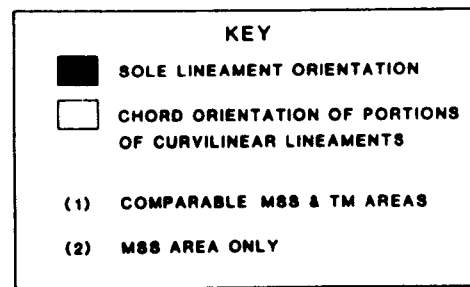 KEY
SOLE LINEAMENT ORIENTATION
CHORD ORIENTATION OF PORTIONS
OF CURVILINEAR LINEAMENTS
(1) COMPARABLE MSS & TM AREAS
(2) MSS AREA ONLY